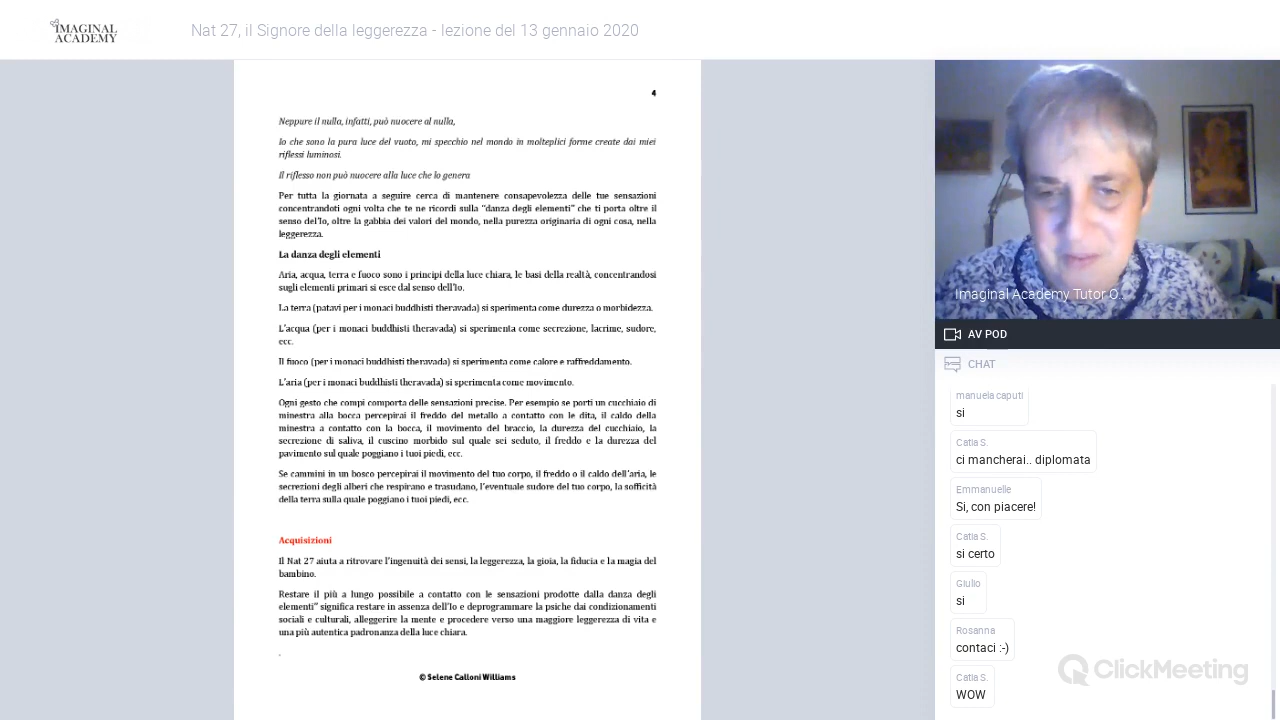 IMAGINAL
ACADEMY
Nat 27, il Signore della leggerezza - lezione del 13 gennaio 2020
4
Neppure il nulla, infatti, può nuocere al nulla,
Io che sono la pura luce del vuoto, mi specchio nel mondo in molteplici forme create dai miei
riflessi luminosi.
Il riflesso non può nuocere alla luce che lo genera
Per tutta la giornata a seguire cerca di mantenere consapevolezza delle tue sensazioni
concentrandoti ogni volta che te ne ricordi sulla “danza degli elementi” che ti porta oltre il
senso del’Io, oltre la gabbia dei valori del mondo, nella purezza originaria di ogni cosa, nella
leggerezza.
La danza degli elementi
Aria, acqua, terra e fuoco sono i principi della luce chiara, le basi della realtà, concentrandosi
sugli elementi primari si esce dal senso dell’Io.
La terra (patavi per i monaci buddhisti theravada) si sperimenta come durezza o morbidezza.
L’acqua (per i monaci buddhisti theravada) si sperimenta come secrezione, lacrime, sudore,
ecc.
Il fuoco (per i monaci buddhisti theravada) si sperimenta come calore e raffreddamento.
L’aria (per i monaci buddhisti theravada) si sperimenta come movimento.
Ogni gesto che compi comporta delle sensazioni precise. Per esempio se porti un cucchiaio di
minestra alla bocca percepirai il freddo del metallo a contatto con le dita, il caldo della
minestra a contatto con la bocca, il movimento del braccio, la durezza del cucchiaio, la
secrezione di saliva, il cuscino morbido sul quale sei seduto, il freddo e la durezza del
pavimento sul quale poggiano i tuoi piedi, ecc.
Se cammini in un bosco percepirai il movimento del tuo corpo, il freddo o il caldo dell’aria, le
secrezioni degli alberi che respirano e trasudano, l’eventuale sudore del tuo corpo, la sofficità
della terra sulla quale poggiano i tuoi piedi, ecc.
Acquisizioni
Il Nat 27 aiuta a ritrovare l’ingenuità dei sensi, la leggerezza, la gioia, la fiducia e la magia del
bambino.
Restare il più a lungo possibile a contatto con le sensazioni prodotte dalla danza degli
elementi” significa restare in assenza dell’Io e deprogrammare la psiche dai condizionamenti
sociali e culturali, alleggerire la mente e procedere verso una maggiore leggerezza di vita e
una più autentica padronanza della luce chiara.
.
© Selene Calloni Williams
Imaginal Academy Tutor O...
AV POD
CHAT
manuela caputi
si
Catia S.
ci mancherai.. diplomata
Emmanuelle
Si, con piacere!
Catia S.
si certo
Giulio
si
Rosanna
contaci :-)
Catia S.
WOW
ClickMeeting